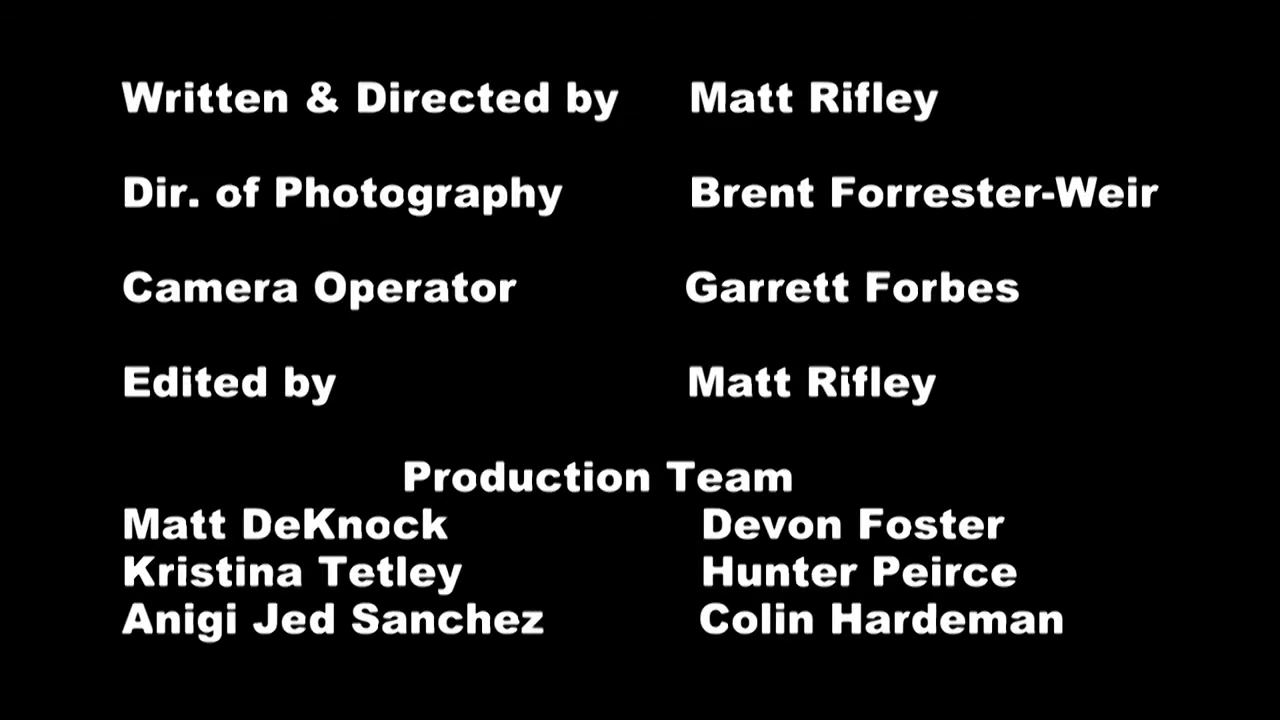 Written & Directed by Matt Rifley
Dir. of Photography Brent Forrester-Weir
Camera Operator Garrett Forbes
Edited by Matt Rifley
Production Team
Matt DeKnock Devon Foster
Kristina Tetley Hunter Peirce
Anigi Jed Sanchez Colin Hardeman